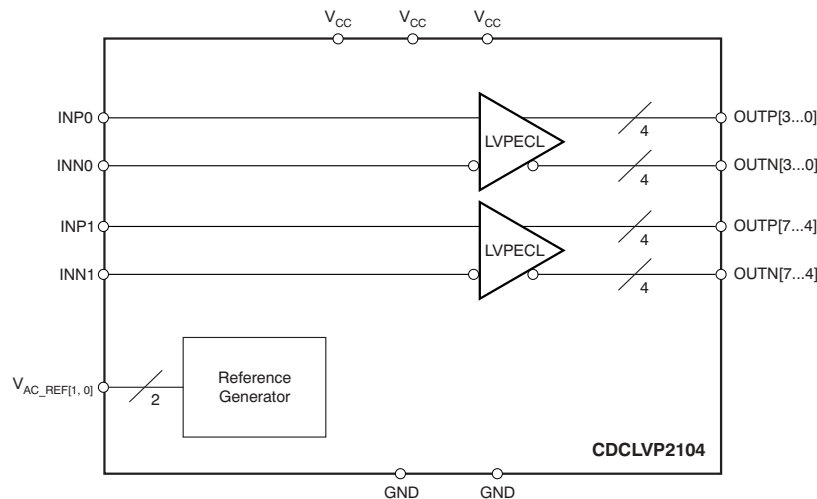 VCC VCC VCC
INP0
LVPECL
4
OUTP[3...0]
INN0
4
OUTN[3...0]
INP1
LVPECL
4
OUTP[7...4]
INN1
4
OUTN[7...4]
VAC_REF[1, 0]
2
Reference
Generator
CDCLVP2104
GND GND